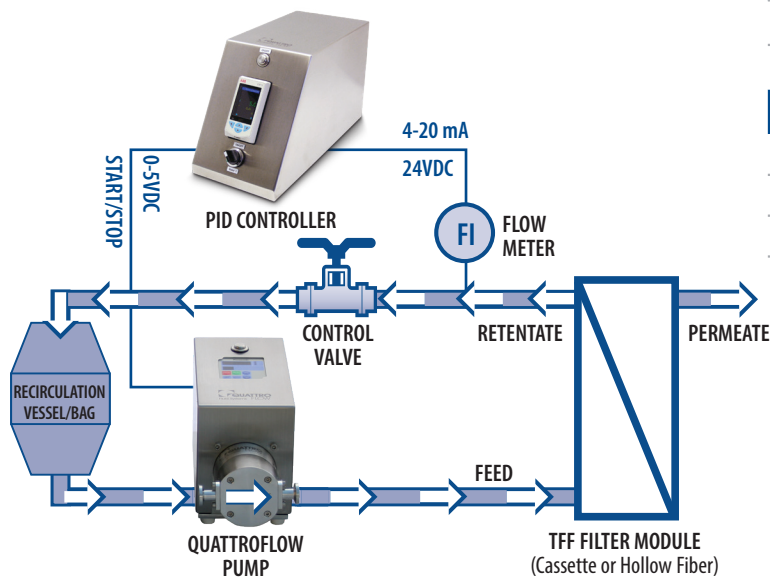 4-20 mA
24VDC
0-5VDC
START/STOP
PID CONTROLLER
FI
FLOW
METER
CONTROL
VALVE
RETENTATE
PERMEATE
RECIRCULATION
VESSEL/BAG
QUATTRO
FEED
QUATTROFLOW
PUMP
TFF FILTER MODULE
(Cassette or Hollow Fiber)